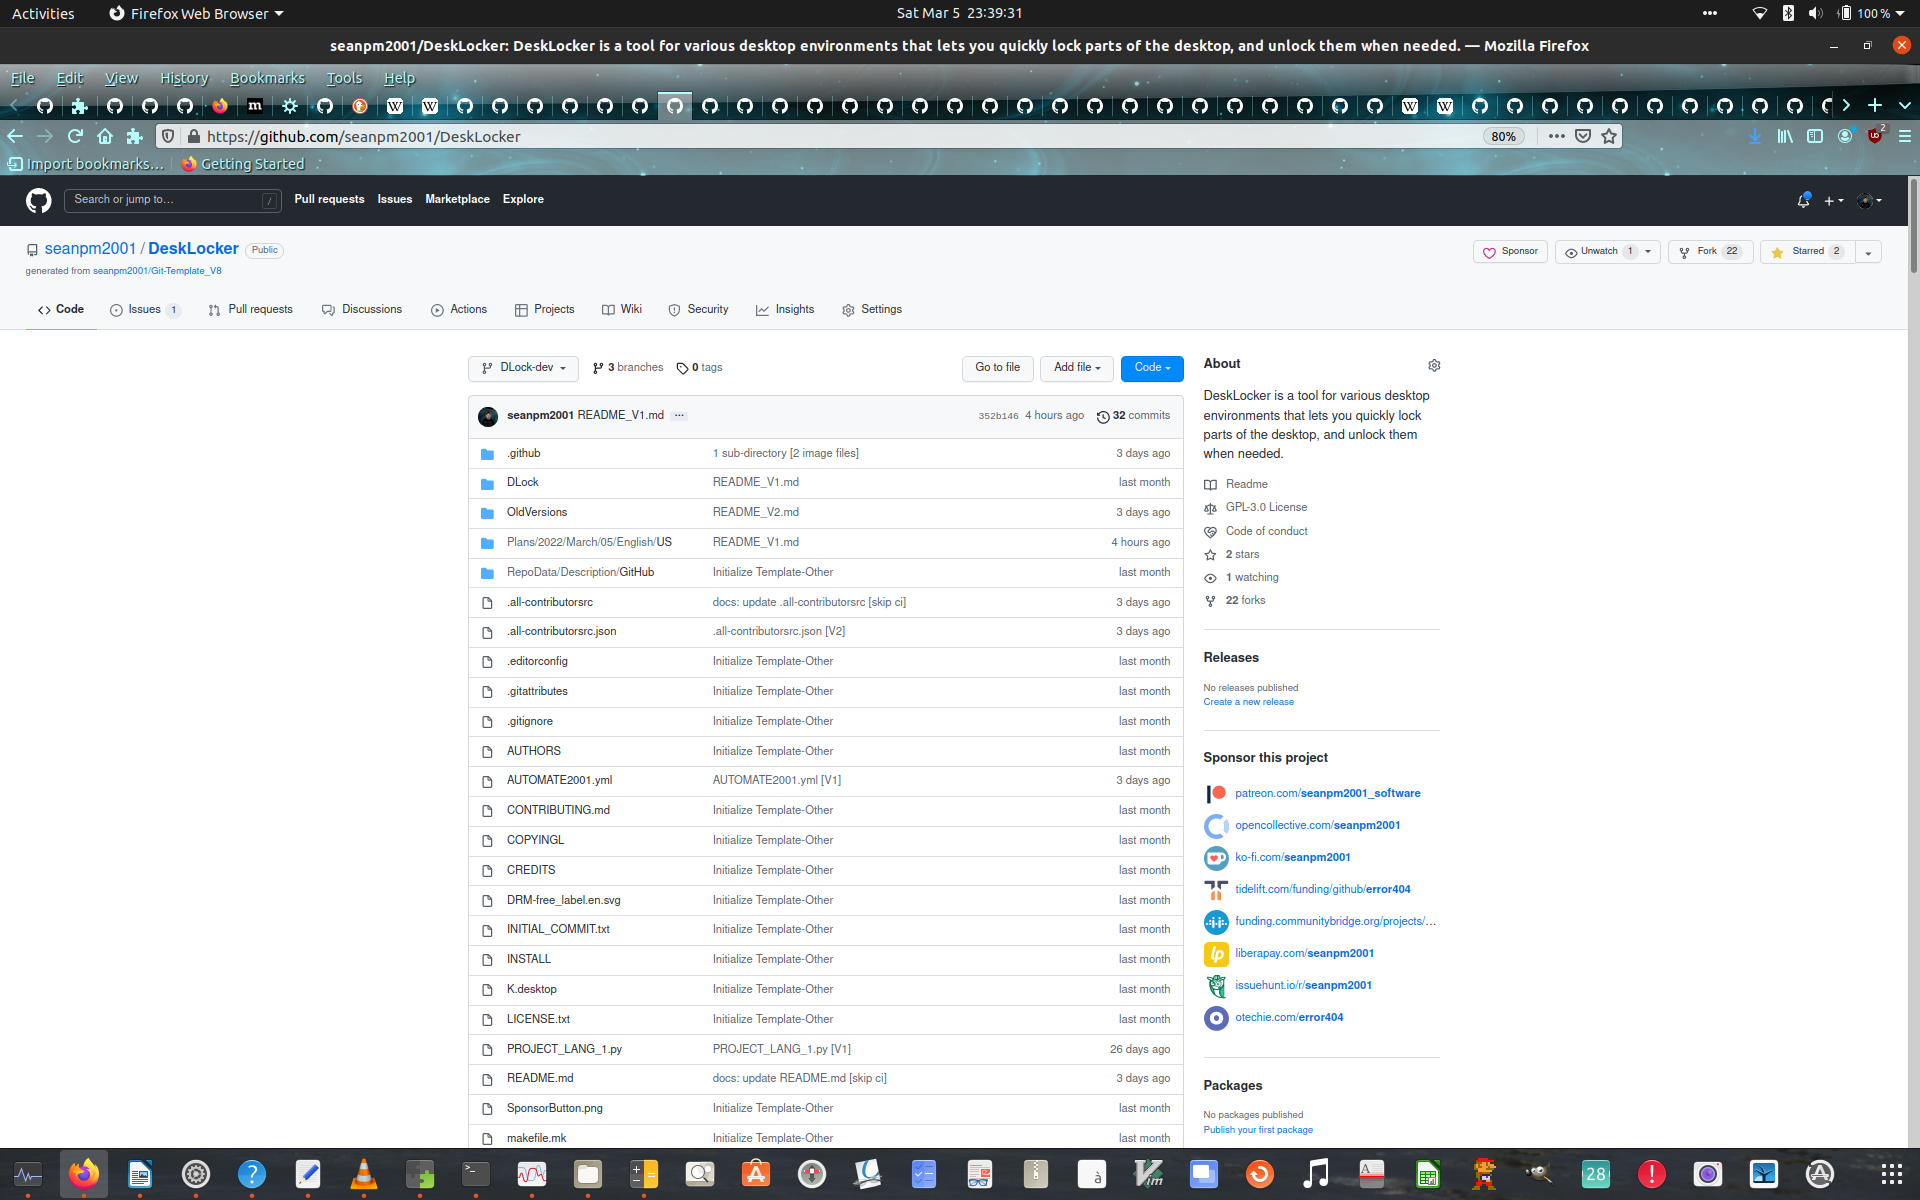 Activities
Firefox Web Browser
Sat Mar 5 23:39:31
100 %
seanpm2001/DeskLocker: DeskLocker is a tool for various desktop environments that lets you quickly lock parts of the desktop, and unlock them when needed. — Mozilla Firefox
File Edit View History Bookmarks Tools Help
https://github.com/seanpm2001/DeskLocker
80%
2
Import bookmarks...
Getting Started
Search or jump to...
/
Pull requests Issues Marketplace Explore
seanpm2001 / DeskLocker
Public
Sponsor
Unwatch 1
Fork 22
Starred 2
generated from seanpm2001/Git-Template_V8
Code
Issues 1
Pull requests
Discussions
Actions
Projects
Wiki
Security
Insights
Settings
DLock-dev
3 branches
0 tags
Go to file
Add file
Code
seanpm2001 README_V1.md ...
352b146 4 hours ago
32 commits
.github 1 sub-directory [2 image files] 3 days ago
DLock README_V1.md last month
OldVersions README_V2.md 3 days ago
Plans/2022/March/05/English/US README_V1.md 4 hours ago
RepoData/Description/GitHub Initialize Template-Other last month
.all-contributorsrc docs: update .all-contributorsrc [skip ci] 3 days ago
.all-contributorsrc.json .all-contributorsrc.json [V2] 3 days ago
.editorconfig Initialize Template-Other last month
.gitattributes Initialize Template-Other last month
.gitignore Initialize Template-Other last month
AUTHORS Initialize Template-Other last month
AUTOMATE2001.yml AUTOMATE2001.yml [V1] 3 days ago
CONTRIBUTING.md Initialize Template-Other last month
COPYINGL Initialize Template-Other last month
CREDITS Initialize Template-Other last month
DRM-free_label.en.svg Initialize Template-Other last month
INITIAL_COMMIT.txt Initialize Template-Other last month
INSTALL Initialize Template-Other last month
K.desktop Initialize Template-Other last month
LICENSE.txt Initialize Template-Other last month
PROJECT_LANG_1.py PROJECT_LANG_1.py [V1] 26 days ago
README.md docs: update README.md [skip ci] 3 days ago
SponsorButton.png Initialize Template-Other last month
makefile.mk Initialize Template-Other last month
About
DeskLocker is a tool for various desktop
environments that lets you quickly lock
parts of the desktop, and unlock them
when needed.
Readme
GPL-3.0 License
Code of conduct
2 stars
1 watching
22 forks
Releases
No releases published
Create a new release
Sponsor this project
patreon.com/seanpm2001_software
opencollective.com/seanpm2001
ko-fi.com/seanpm2001
tidelift.com/funding/github/error404
funding.communitybridge.org/projects/...
liberapay.com/seanpm2001
issuehunt.io/r/seanpm2001
otechie.com/error404
Packages
No packages published
Publish your first package
28